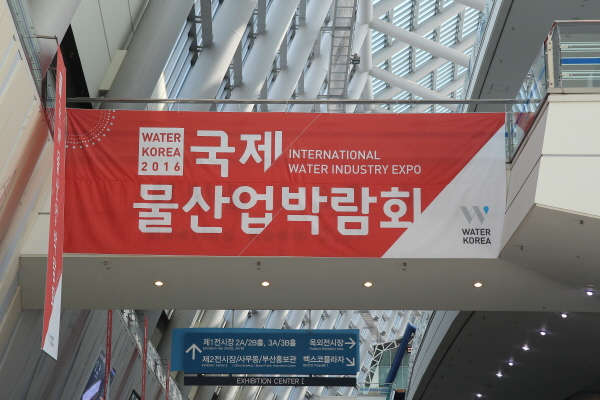 WATER
KOREA
2016
국제
INTERNATIONAL
WATER INDUSTRY EXPO
물산업박람회
WATER
KOREA
제1전시장 2A/2B홀, 3A/3B홀
옥외전시장
제2전시장/사무동/부산홍보관
벡스코플라자
EXHIBITION CENTER I